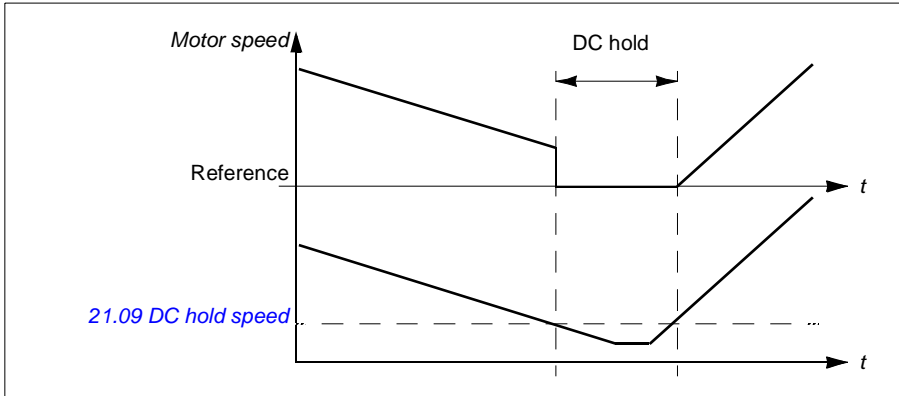 Motor speed
DC hold
Reference
t
21.09 DC hold speed
t